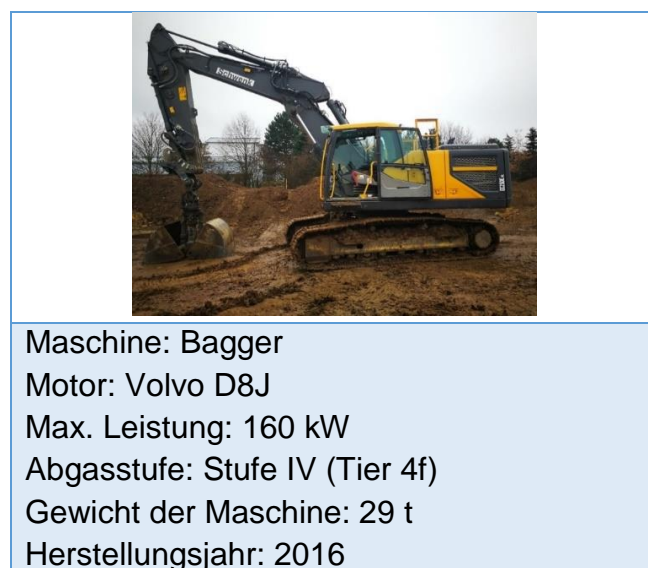 Schwenk
Maschine: Bagger
Motor: Volvo D8J
Max. Leistung: 160 kW
Abgasstufe: Stufe IV (Tier 4f)
Gewicht der Maschine: 29 t
Herstellungsjahr: 2016